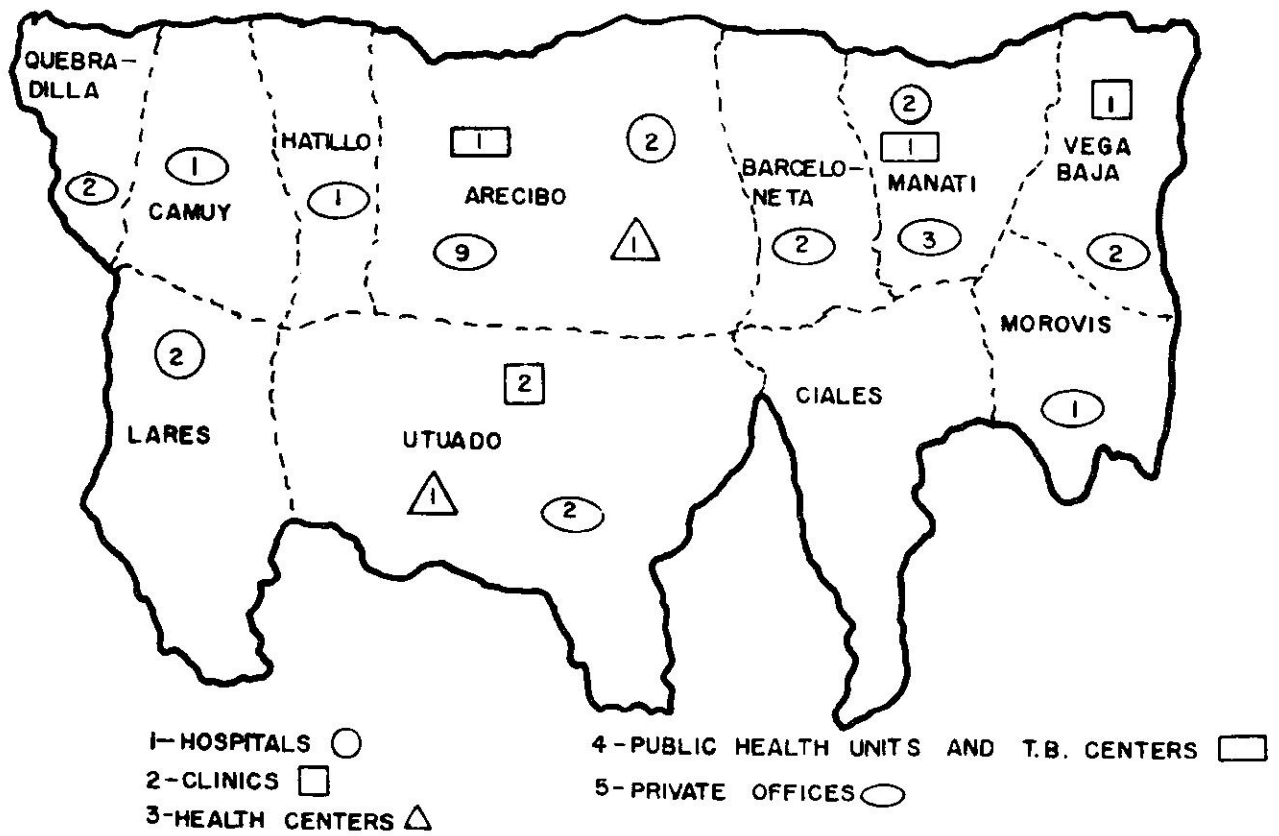 QUEBRA-
DILLA
2
1
CAMUY
HATILLO
1
1
2
ARECIBO
9
1
BARCELO-
NETA
2
2
1
MANATI
3
1
VEGA
BAJA
2
MOROVIS
1
2
LARES
2
UTUADO
1
2
CIALES
1-HOSPITALS
2-CLINICS
3-HEALTH CENTERS
4-PUBLIC HEALTH UNITS AND T.B. CENTERS
5-PRIVATE OFFICES